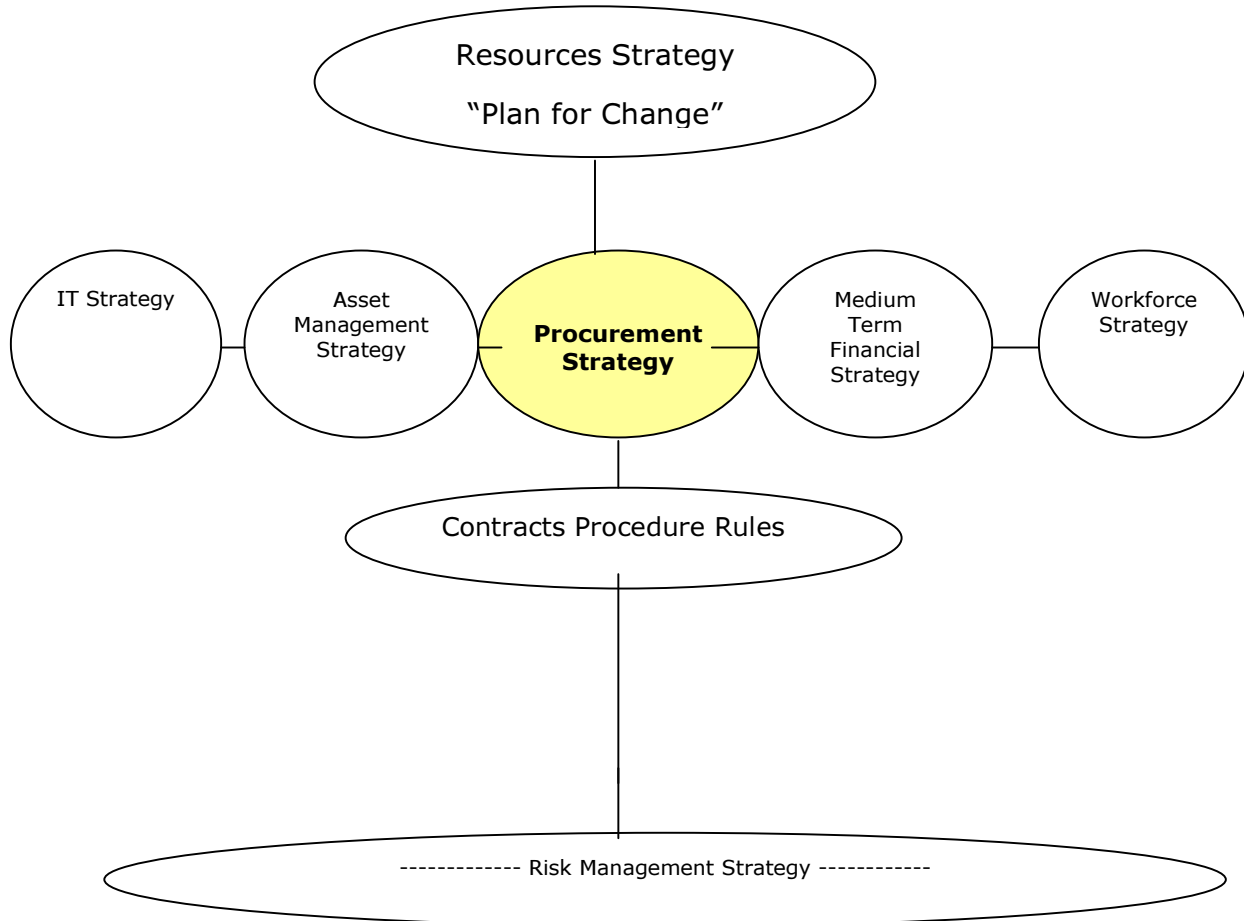 Resources Strategy
“Plan for Change”
IT Strategy
Asset
Management
Strategy
Procurement
Strategy
Medium
Term
Financial
Strategy
Workforce
Strategy
Contracts Procedure Rules
------------ Risk Management Strategy ------------